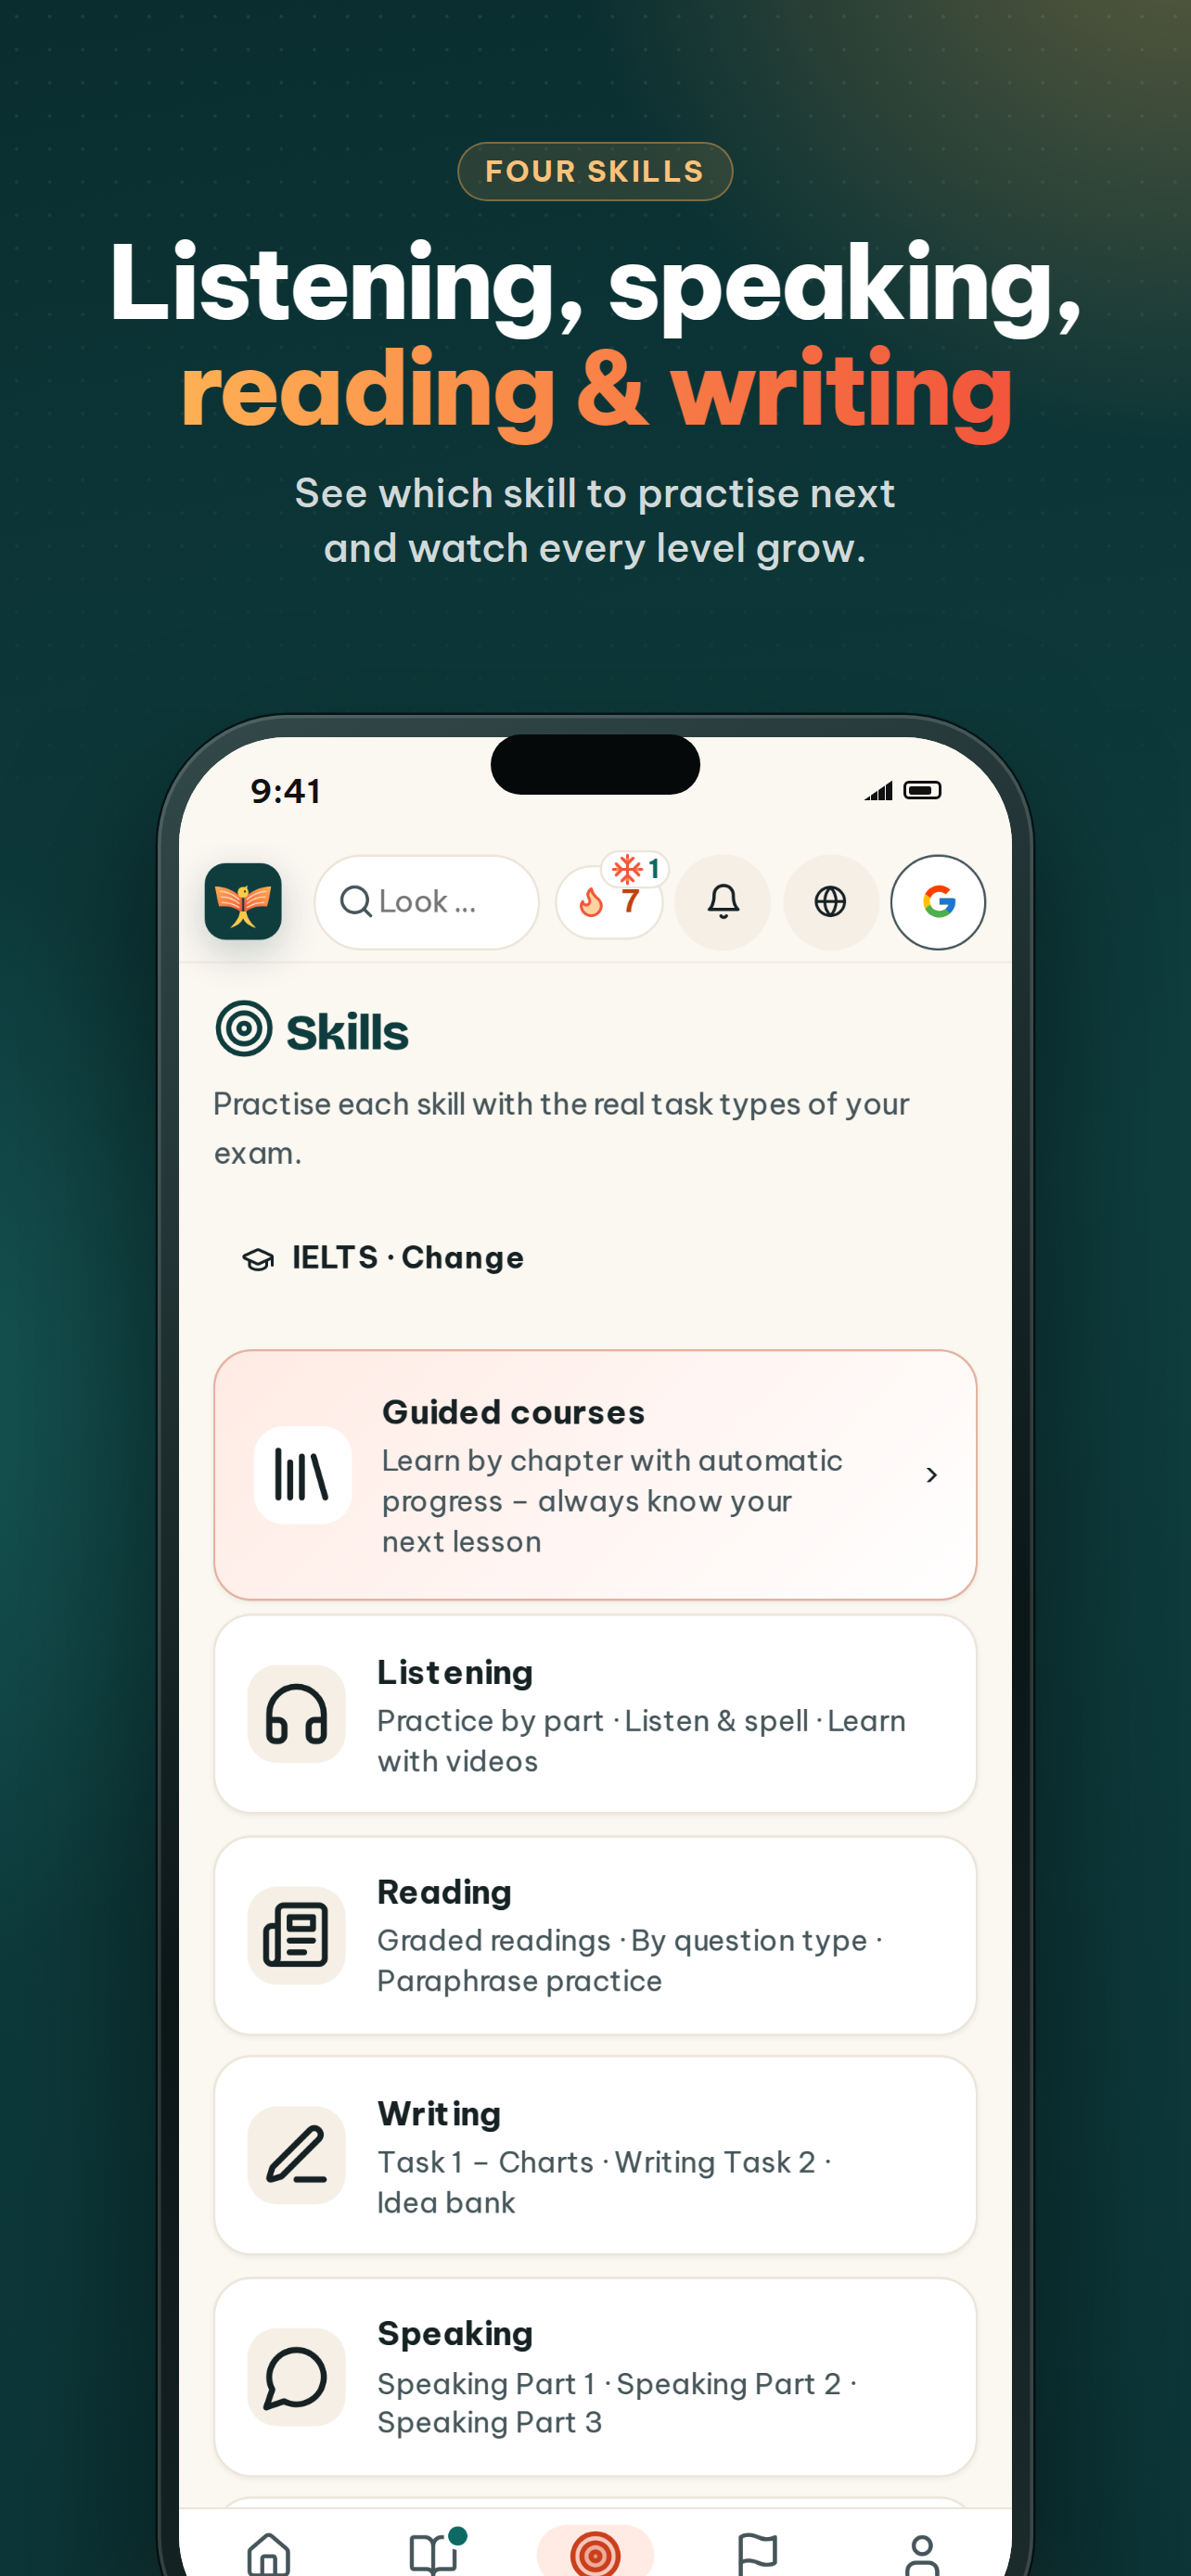 FOUR SKILLS
Listening, speaking,
reading & writing
See which skill to practise next
and watch every level grow.
9:41
Look ...
1
7
G
Skills
Practise each skill with the real task types of your
exam.
IELTS · Change
Guided courses
Learn by chapter with automatic
progress – always know your
next lesson
Listening
Practice by part · Listen & spell · Learn
with videos
Reading
Graded readings · By question type ·
Paraphrase practice
Writing
Task 1 – Charts · Writing Task 2 ·
Idea bank
Speaking
Speaking Part 1 · Speaking Part 2 ·
Speaking Part 3